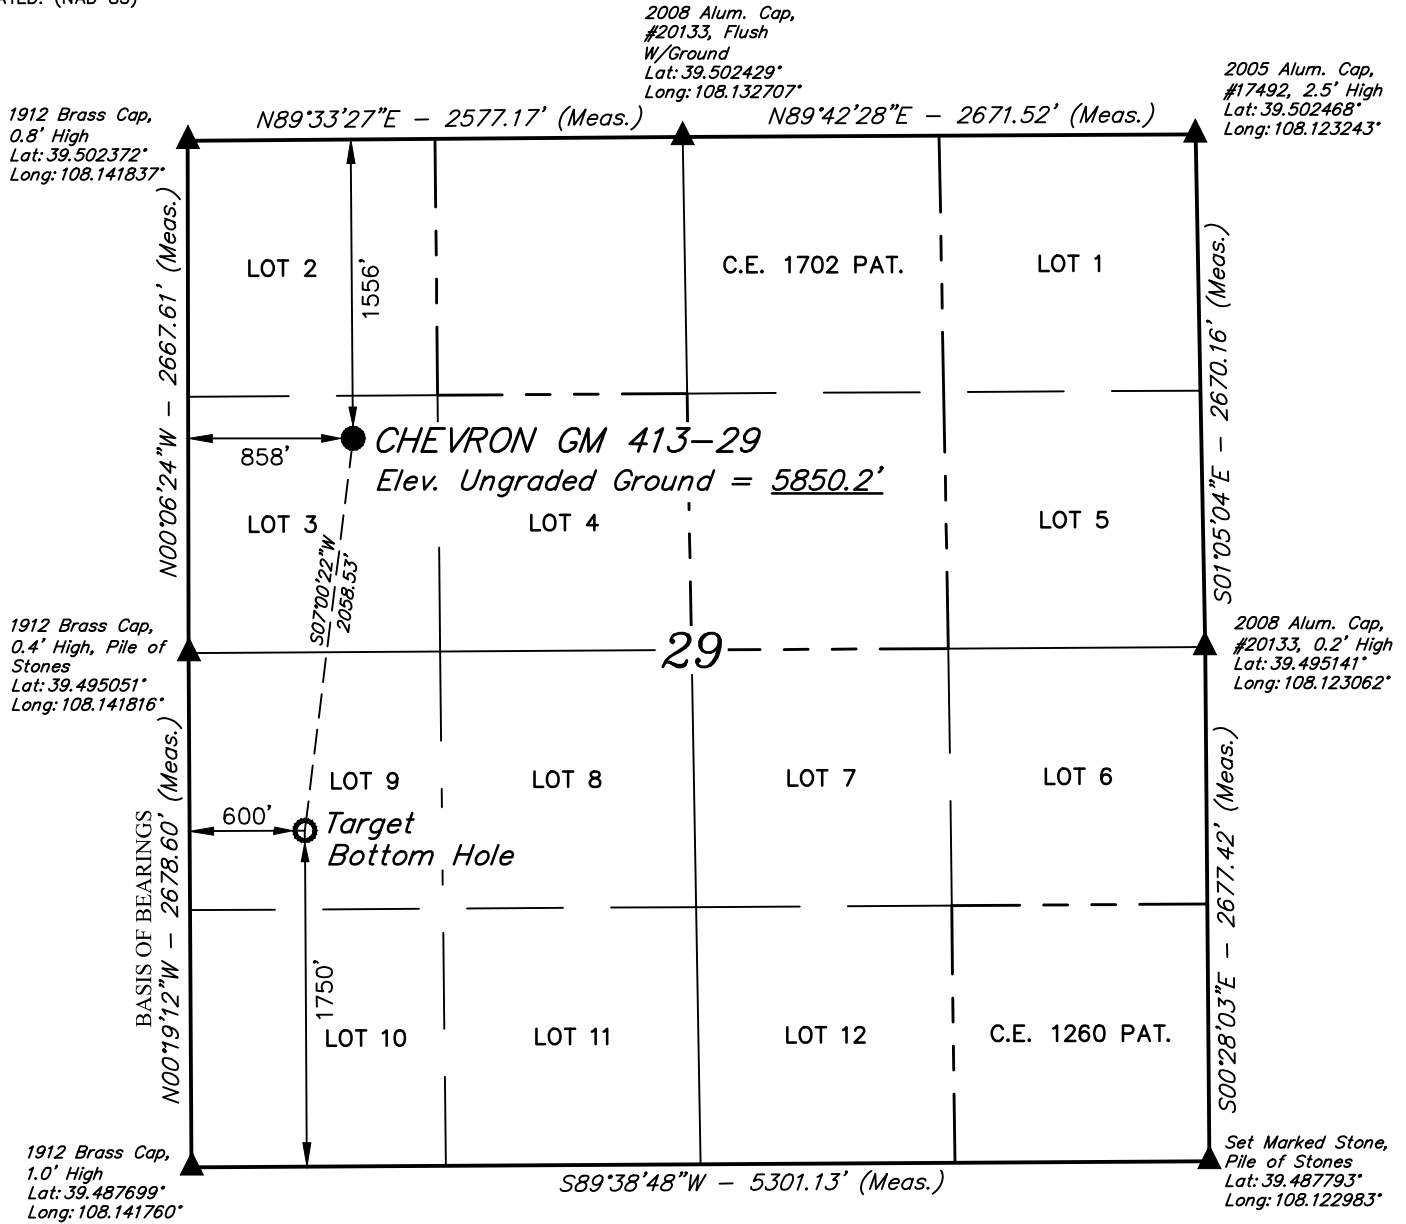 2008 Alum. Cap,
#20133, Flush
W/Ground
Lat: 39.502429°
Long: 108.132707°
2005 Alum. Cap,
#17492, 2.5' High
Lat: 39.502468°
Long: 108.123243°
1912 Brass Cap,
0.8' High
Lat: 39.502372°
Long: 108.141837°
N89°33'27"E – 2577.17' (Meas.)
N89°42'28"E – 2671.52' (Meas.)
N00°06'24"W – 2667.61' (Meas.)
S01°05'04"E – 2670.16' (Meas.)
LOT 2
1556'
C.E. 1702 PAT.
LOT 1
858'
CHEVRON GM 413–29
Elev. Ungraded Ground = 5850.2'
LOT 3
LOT 4
LOT 5
S07°00'22"W
2058.53'
1912 Brass Cap,
0.4' High, Pile of
Stones
Lat: 39.495051°
Long: 108.141816°
29
2008 Alum. Cap,
#20133, 0.2' High
Lat: 39.495141°
Long: 108.123062°
LOT 9
LOT 8
LOT 7
LOT 6
600'
Target
Bottom Hole
BASIS OF BEARINGS
N00°19'12"W – 2678.60' (Meas.)
S00°28'03"E – 2677.42' (Meas.)
1750'
LOT 10
LOT 11
LOT 12
C.E. 1260 PAT.
1912 Brass Cap,
1.0' High
Lat: 39.487699°
Long: 108.141760°
S89°38'48"W – 5301.13' (Meas.)
Set Marked Stone,
Pile of Stones
Lat: 39.487793°
Long: 108.122983°